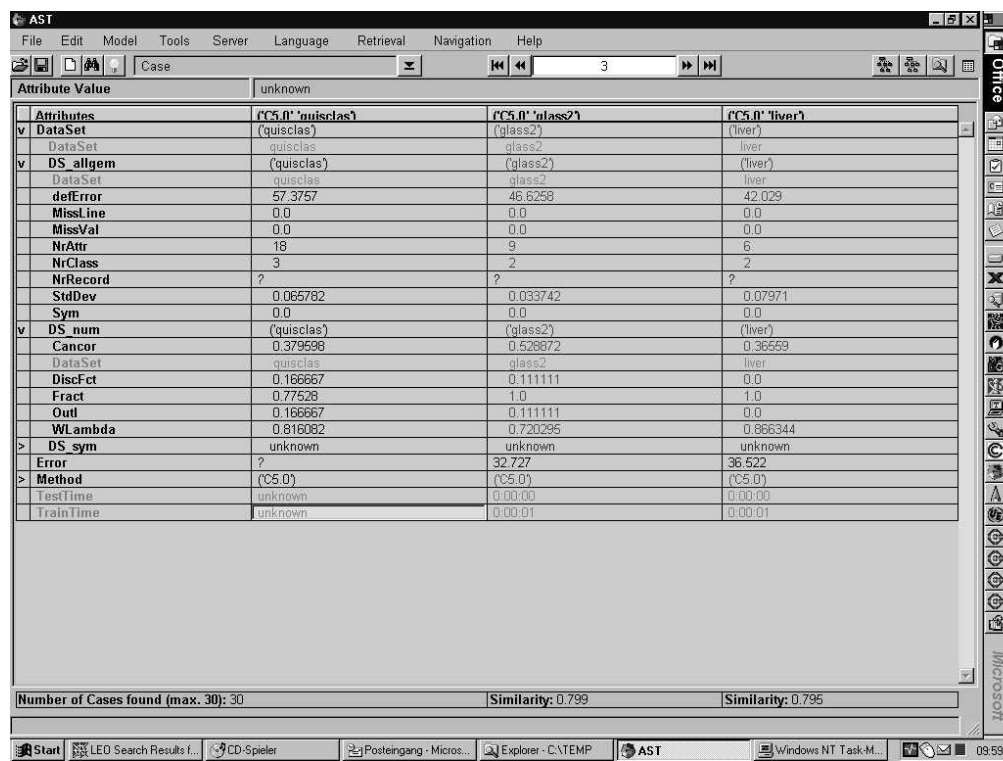 AST
File Edit Model Tools Server Language Retrieval Navigation Help
Case 3
Attribute Value unknown
Attributes ('C5.0' 'quisclas') ('C5.0' 'glass2') ('C5.0' 'liver')
v DataSet ('quisclas') ('glass2') ('liver')
DataSet quisclas glass2 liver
v DS_allgem ('quisclas') ('glass2') ('liver')
DataSet quisclas glass2 liver
defError 57.3757 46.6258 42.029
MissLine 0.0 0.0 0.0
MissVal 0.0 0.0 0.0
NrAttr 18 9 6
NrClass 3 2 2
NrRecord ? ? ?
StdDev 0.065782 0.033742 0.07971
Sym 0.0 0.0 0.0
v DS_num ('quisclas') ('glass2') ('liver')
Cancor 0.379598 0.528872 0.36559
DataSet quisclas glass2 liver
DiscFct 0.166667 0.111111 0.0
Fract 0.77528 1.0 1.0
Outl 0.166667 0.111111 0.0
WLambda 0.816082 0.720295 0.866344
> DS_sym unknown unknown unknown
Error ? 32.727 36.522
> Method ('C5.0') ('C5.0') ('C5.0')
TestTime unknown 0:00:00 0:00:00
TrainTime unknown 0:00:01 0:00:01
Number of Cases found (max. 30): 30 Similarity: 0.799 Similarity: 0.795
Start LEO Search Results f... CD-Spieler Posteingang - Micros... Explorer - C:\TEMP AST Windows NT Task-M... 09:59
Office
Microsoft